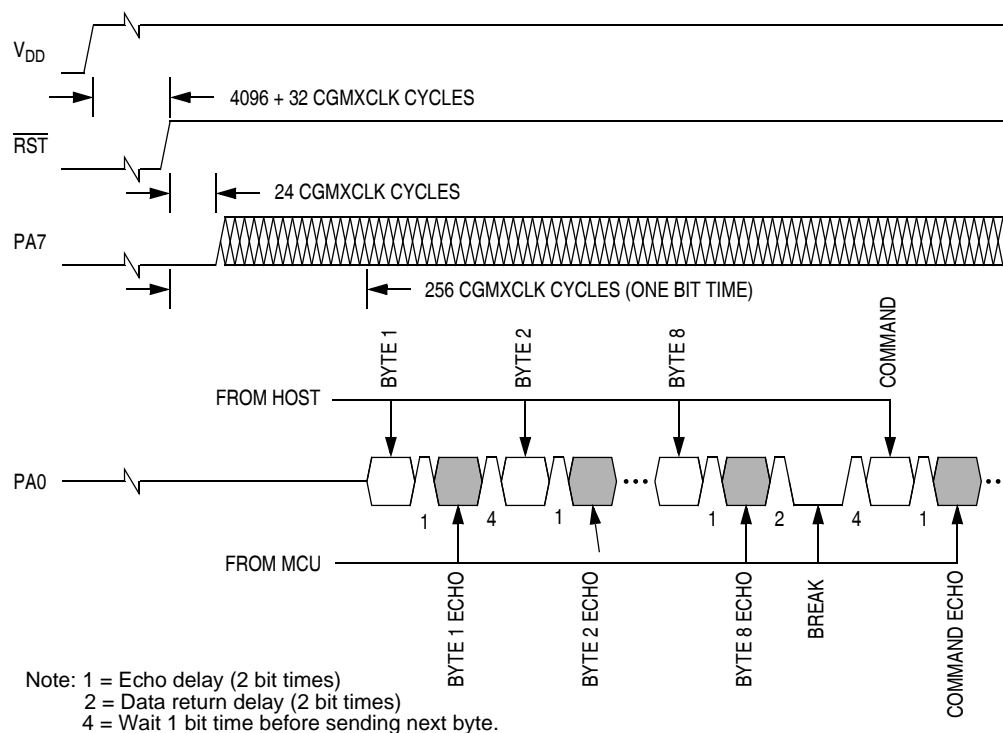 VDD
4096 + 32 CGMXCLK CYCLES
RST
24 CGMXCLK CYCLES
PA7
256 CGMXCLK CYCLES (ONE BIT TIME)
BYTE 1
BYTE 2
BYTE 8
COMMAND
FROM HOST
PA0
1
4
1
1
2
4
1
FROM MCU
BYTE 1 ECHO
BYTE 2 ECHO
BYTE 8 ECHO
BREAK
COMMAND ECHO
Note: 1 = Echo delay (2 bit times)
2 = Data return delay (2 bit times)
4 = Wait 1 bit time before sending next byte.